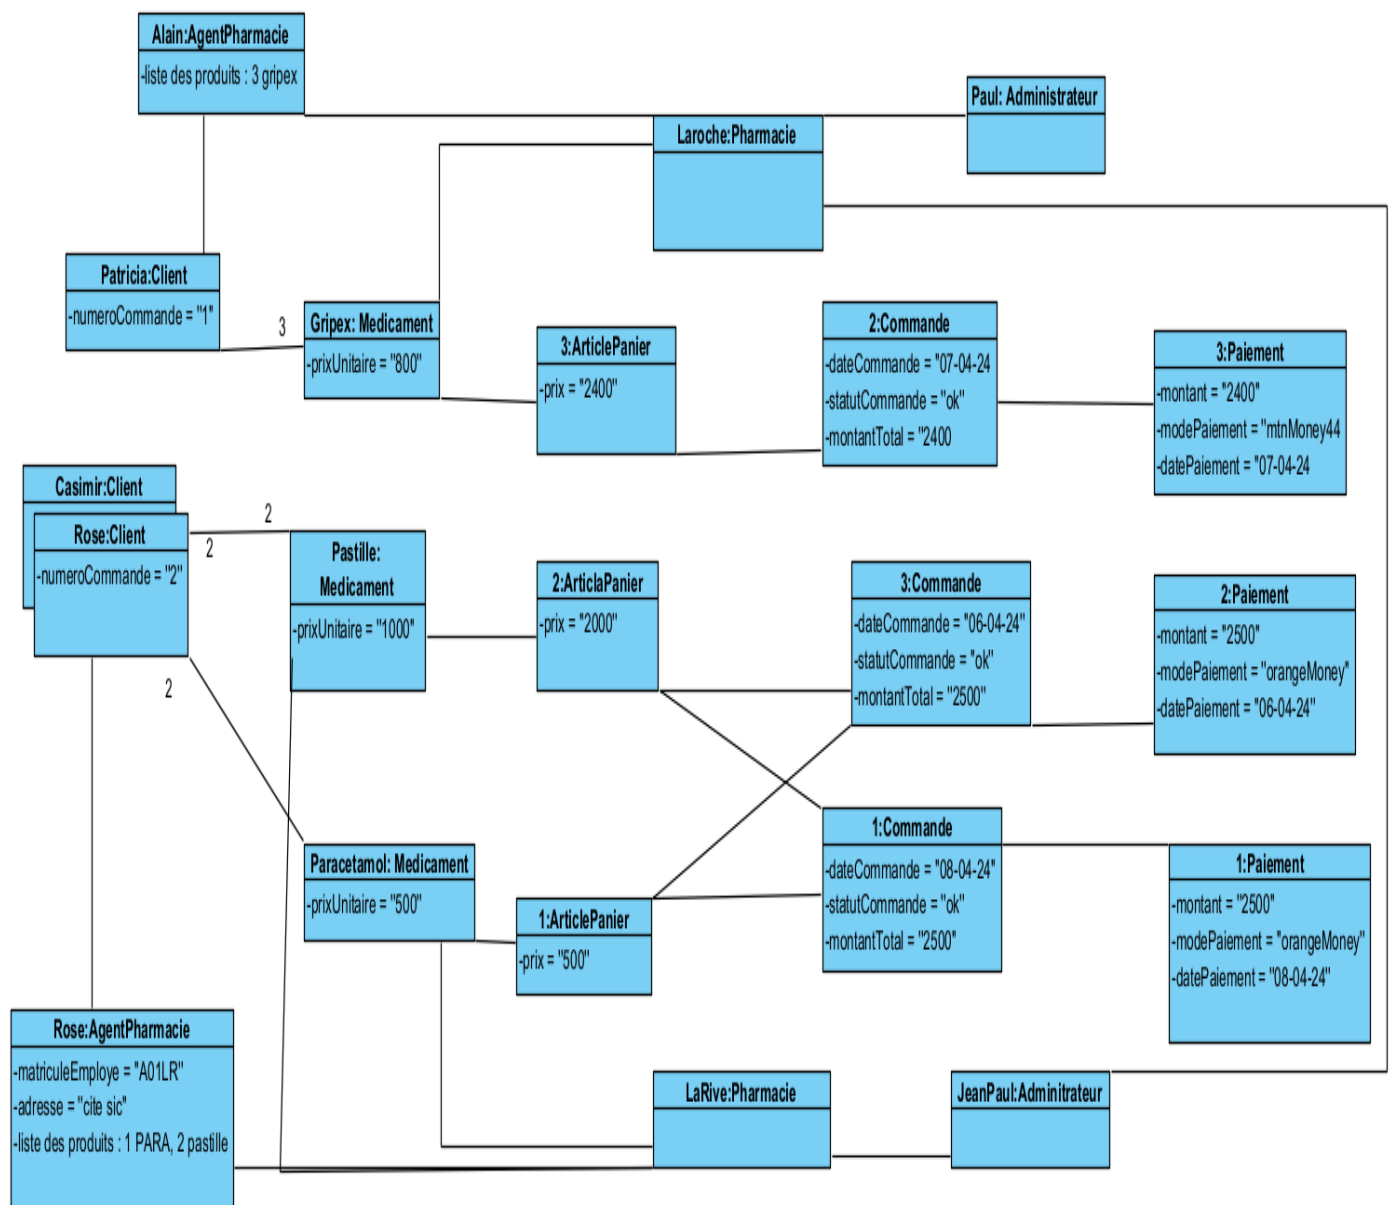 Alain:AgentPharmacie
-liste des produits : 3 gripex
Paul: Administrateur
Laroche:Pharmacie
Patricia:Client
-numeroCommande = "1"
3
Gripex: Medicament
-prixUnitaire = "800"
3:ArticlePanier
-prix = "2400"
2:Commande
-dateCommande = "07-04-24
-statutCommande = "ok"
-montantTotal = "2400
3:Paiement
-montant = "2400"
-modePaiement = "mtnMoney44
-datePaiement = "07-04-24
Casimir:Client
Rose:Client
-numeroCommande = "2"
2
2
2
Pastille:
Medicament
-prixUnitaire = "1000"
2:ArticlaPanier
-prix = "2000"
3:Commande
-dateCommande = "06-04-24"
-statutCommande = "ok"
-montantTotal = "2500"
2:Paiement
-montant = "2500"
-modePaiement = "orangeMoney"
-datePaiement = "06-04-24"
Paracetamol: Medicament
-prixUnitaire = "500"
1:ArticlePanier
-prix = "500"
1:Commande
-dateCommande = "08-04-24"
-statutCommande = "ok"
-montantTotal = "2500"
1:Paiement
-montant = "2500"
-modePaiement = "orangeMoney"
-datePaiement = "08-04-24"
Rose:AgentPharmacie
-matriculeEmploye = "A01LR"
-adresse = "cite sic"
-liste des produits : 1 PARA, 2 pastille
LaRive:Pharmacie
JeanPaul:Adminitrateur